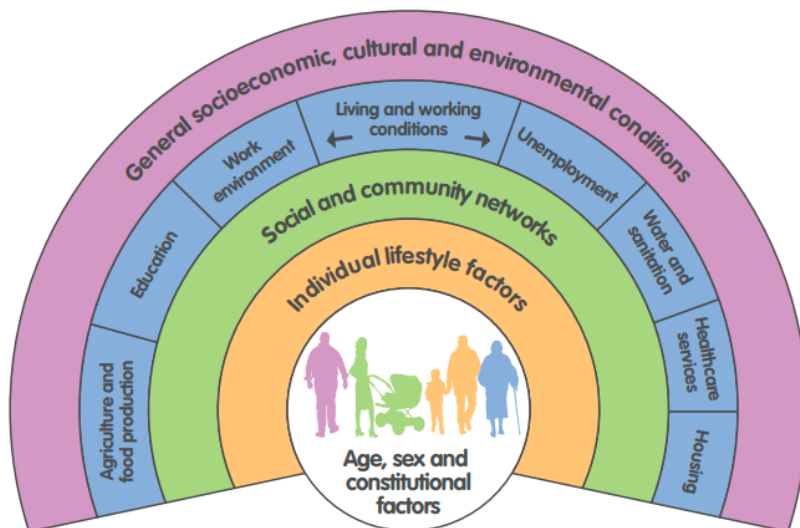 General socioeconomic, cultural and environmental conditions
Living and working
conditions
Work
environment
Unemployment
Education
Water and
sanitation
Agriculture and
food production
Healthcare
services
Housing
Social and community networks
Individual lifestyle factors
Age, sex and
constitutional
factors